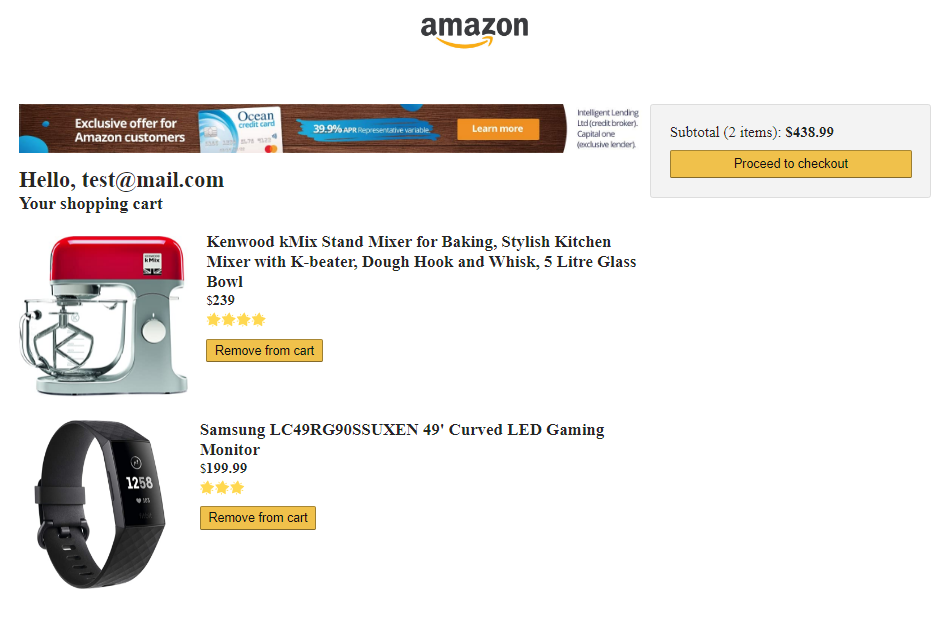 amazon
Exclusive offer for
Amazon customers
Ocean
credit card
39.9% APR Representative variable.
Learn more
Intelligent Lending
Ltd (credit broker).
Capital one
(exclusive lender).
Subtotal (2 items): $438.99
Proceed to checkout
Hello, test@mail.com
Your shopping cart
kMix
Kenwood kMix Stand Mixer for Baking, Stylish Kitchen
Mixer with K-beater, Dough Hook and Whisk, 5 Litre Glass
Bowl
$239
Remove from cart
1258
Samsung LC49RG90SSUXEN 49' Curved LED Gaming
Monitor
$199.99
Remove from cart